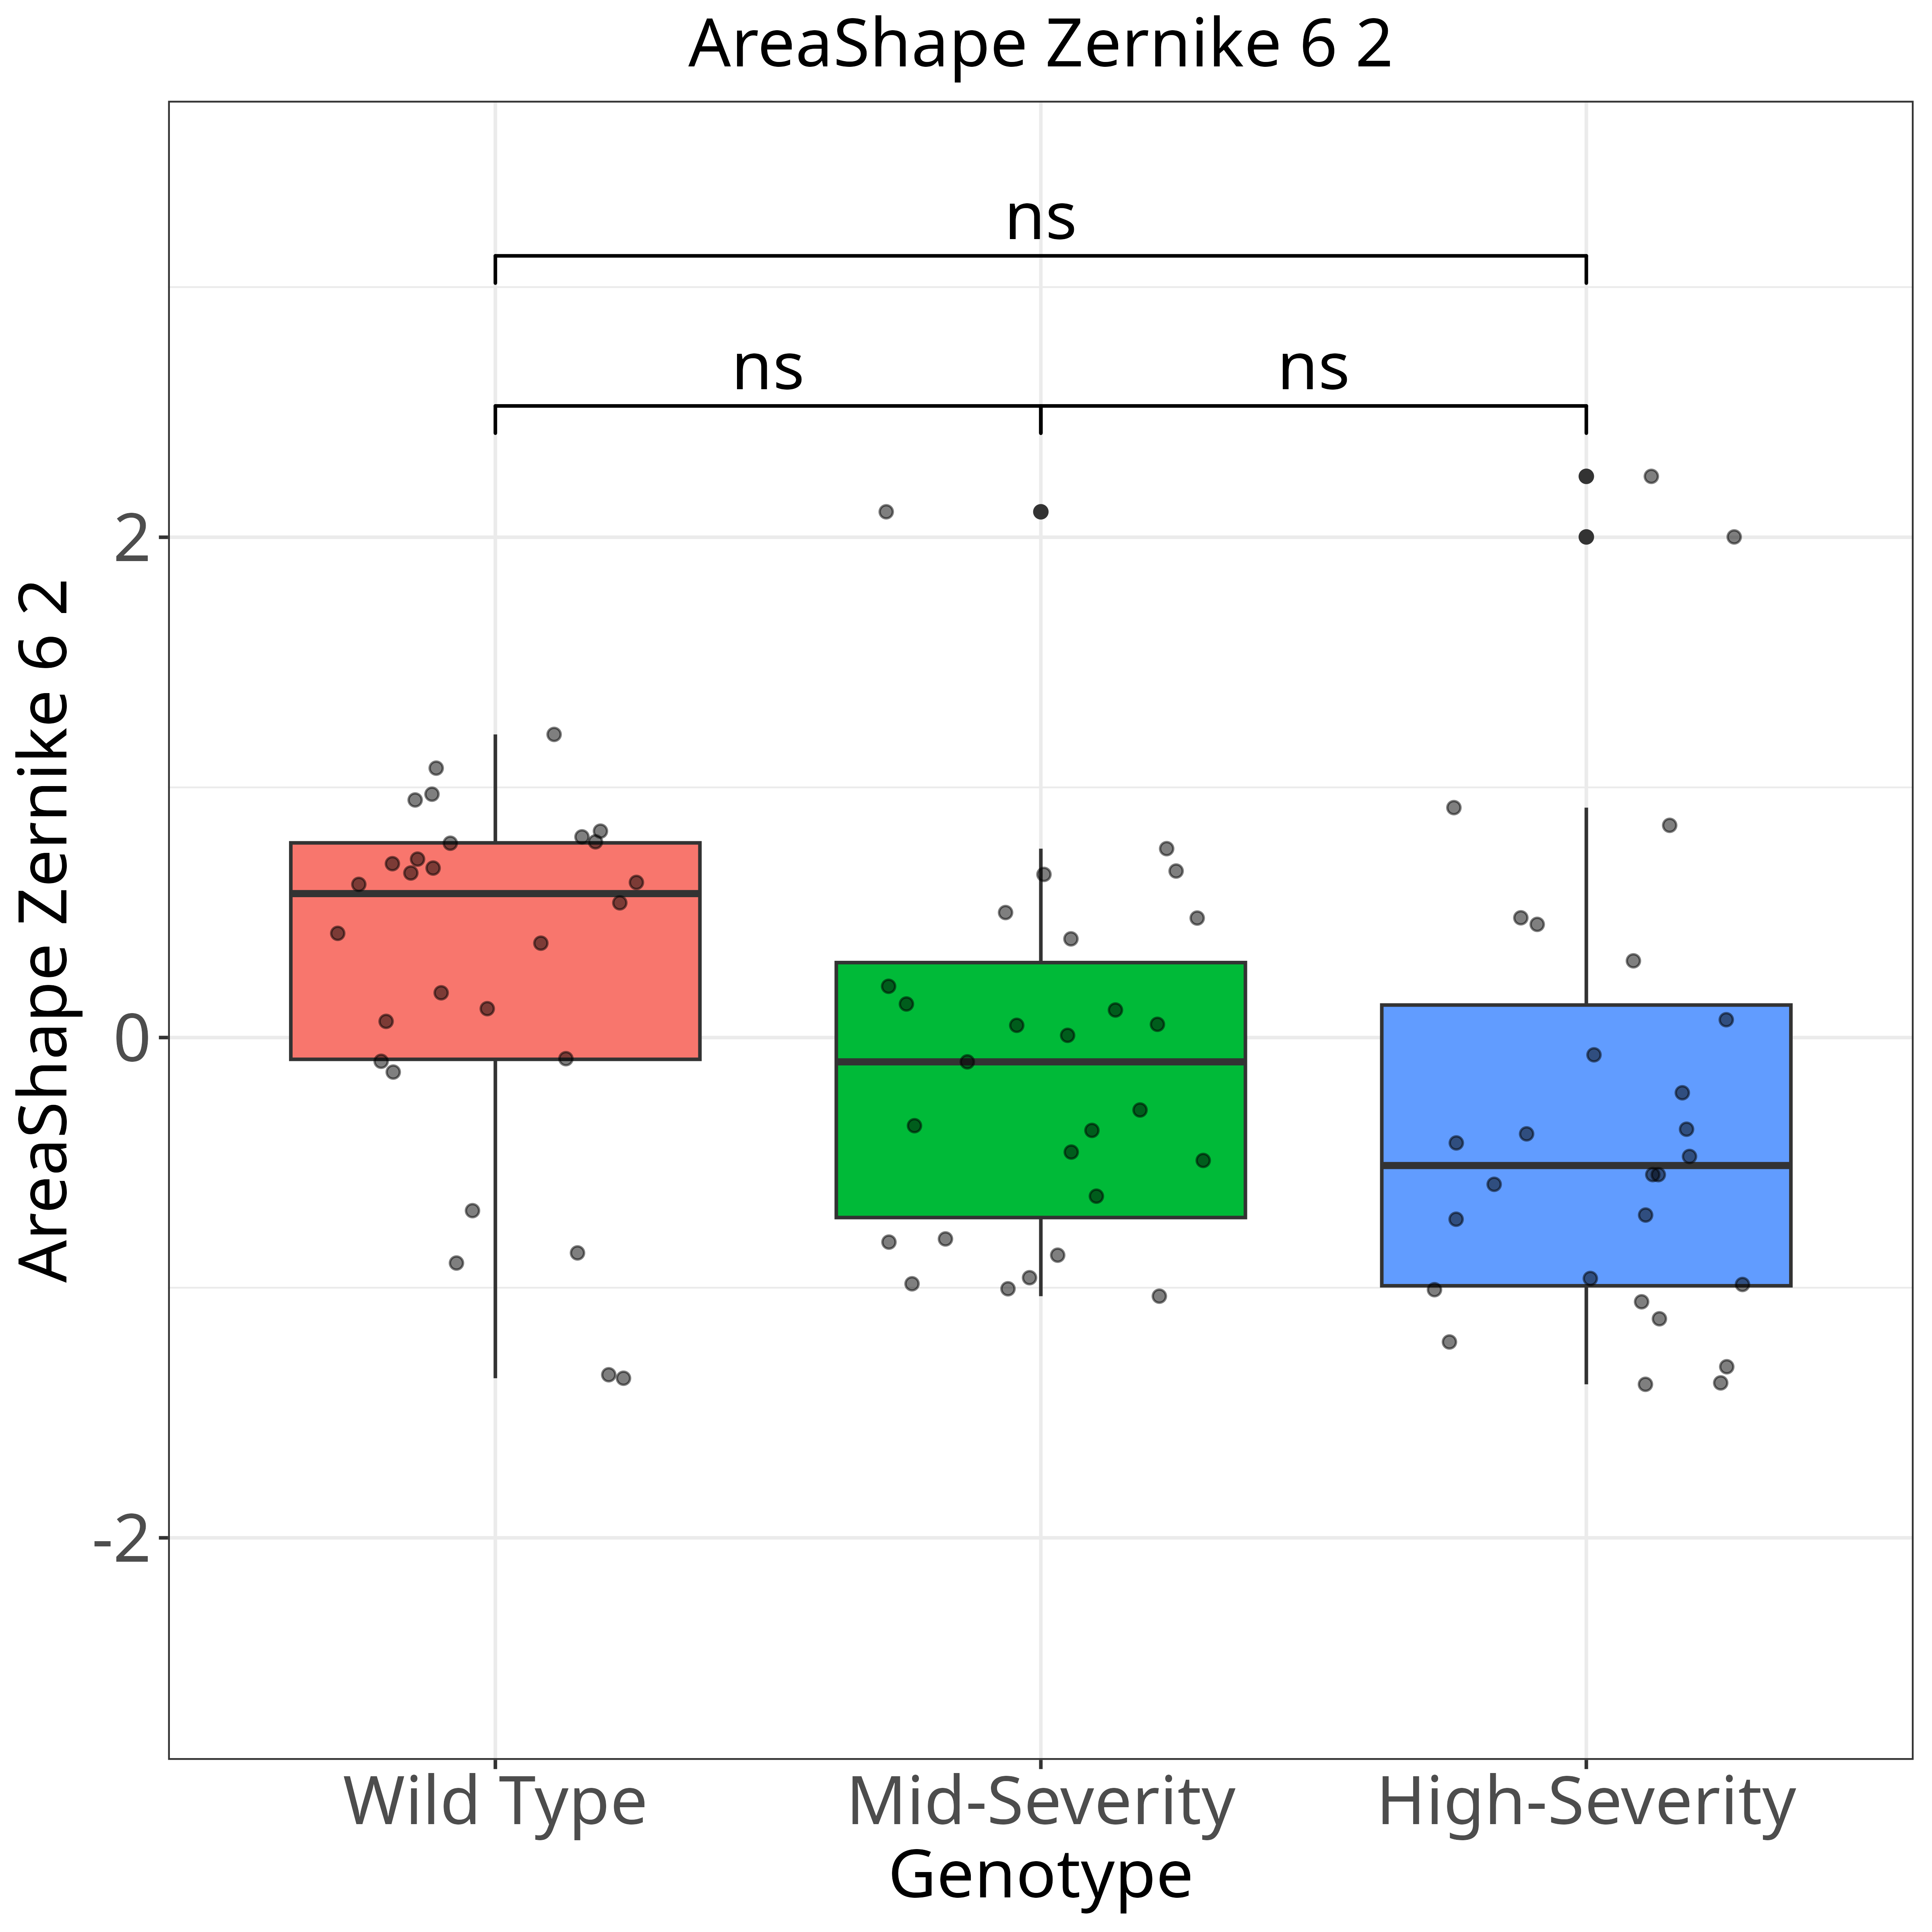 AreaShape Zernike 6 2
ns
ns ns
AreaShape Zernike 6 2
2
0
-2
Wild Type Mid-Severity High-Severity
Genotype